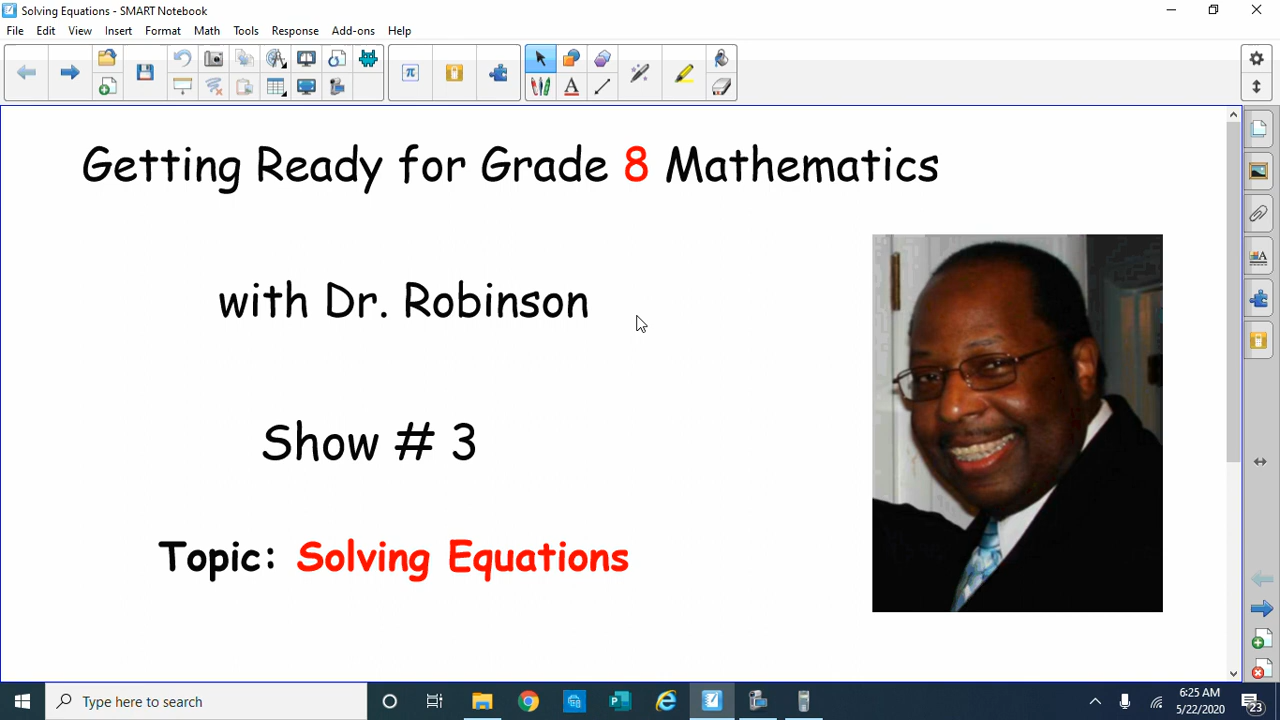 Solving Equations - SMART Notebook
File Edit View Insert Format Math Tools Response Add-ons Help
Getting Ready for Grade 8 Mathematics
with Dr. Robinson
Show # 3
Topic: Solving Equations
Type here to search
6:25 AM
5/22/2020
23